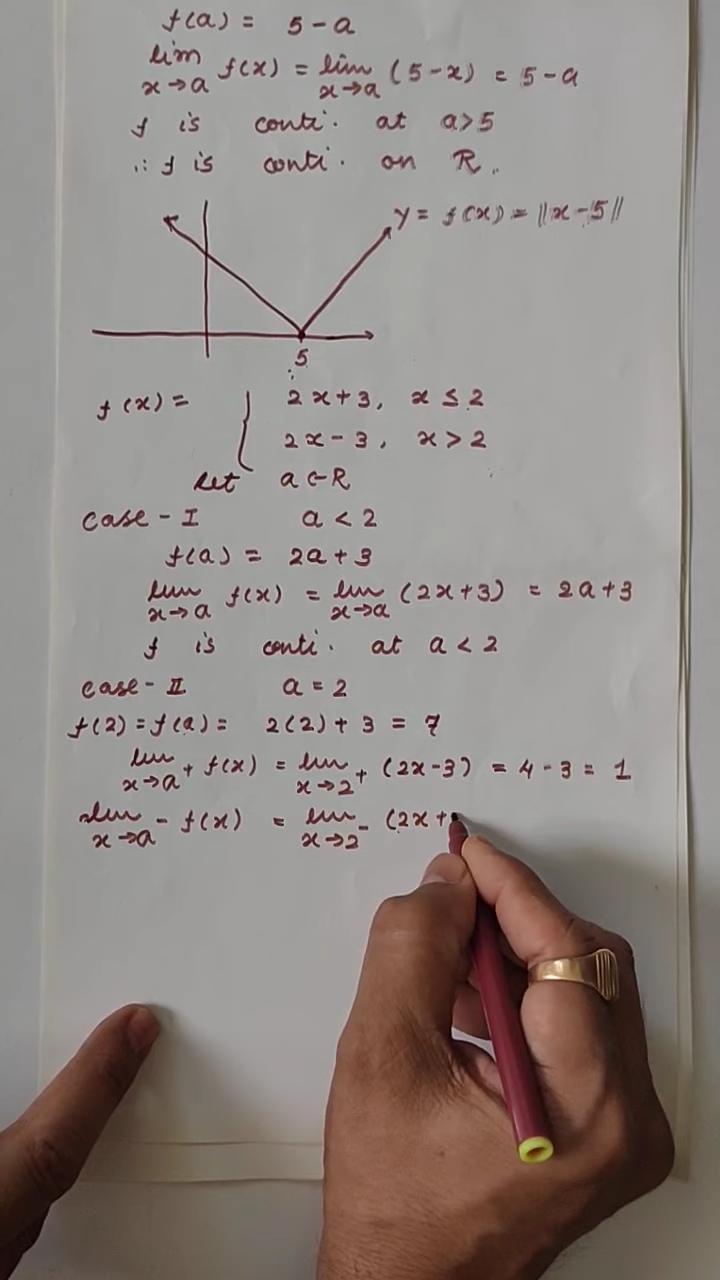 f(a) = 5-a
lim x→a f(x) = lim x→a (5-x) = 5-a
f is conti. at a>5
∴ f is conti. on R.
y = f(x) = ||x-5||
5
f(x) = { 2x+3, x ≤ 2
2x-3, x > 2
Let a ∈ R
case-I a < 2
f(a) = 2a+3
lim x→a f(x) = lim x→a (2x+3) = 2a+3
f is conti. at a < 2
case-II a = 2
f(2) = f(a) = 2(2) + 3 = 7
lim x→a+ f(x) = lim x→2+ (2x-3) = 4-3 = 1
lim x→a- f(x) = lim x→2- (2x+